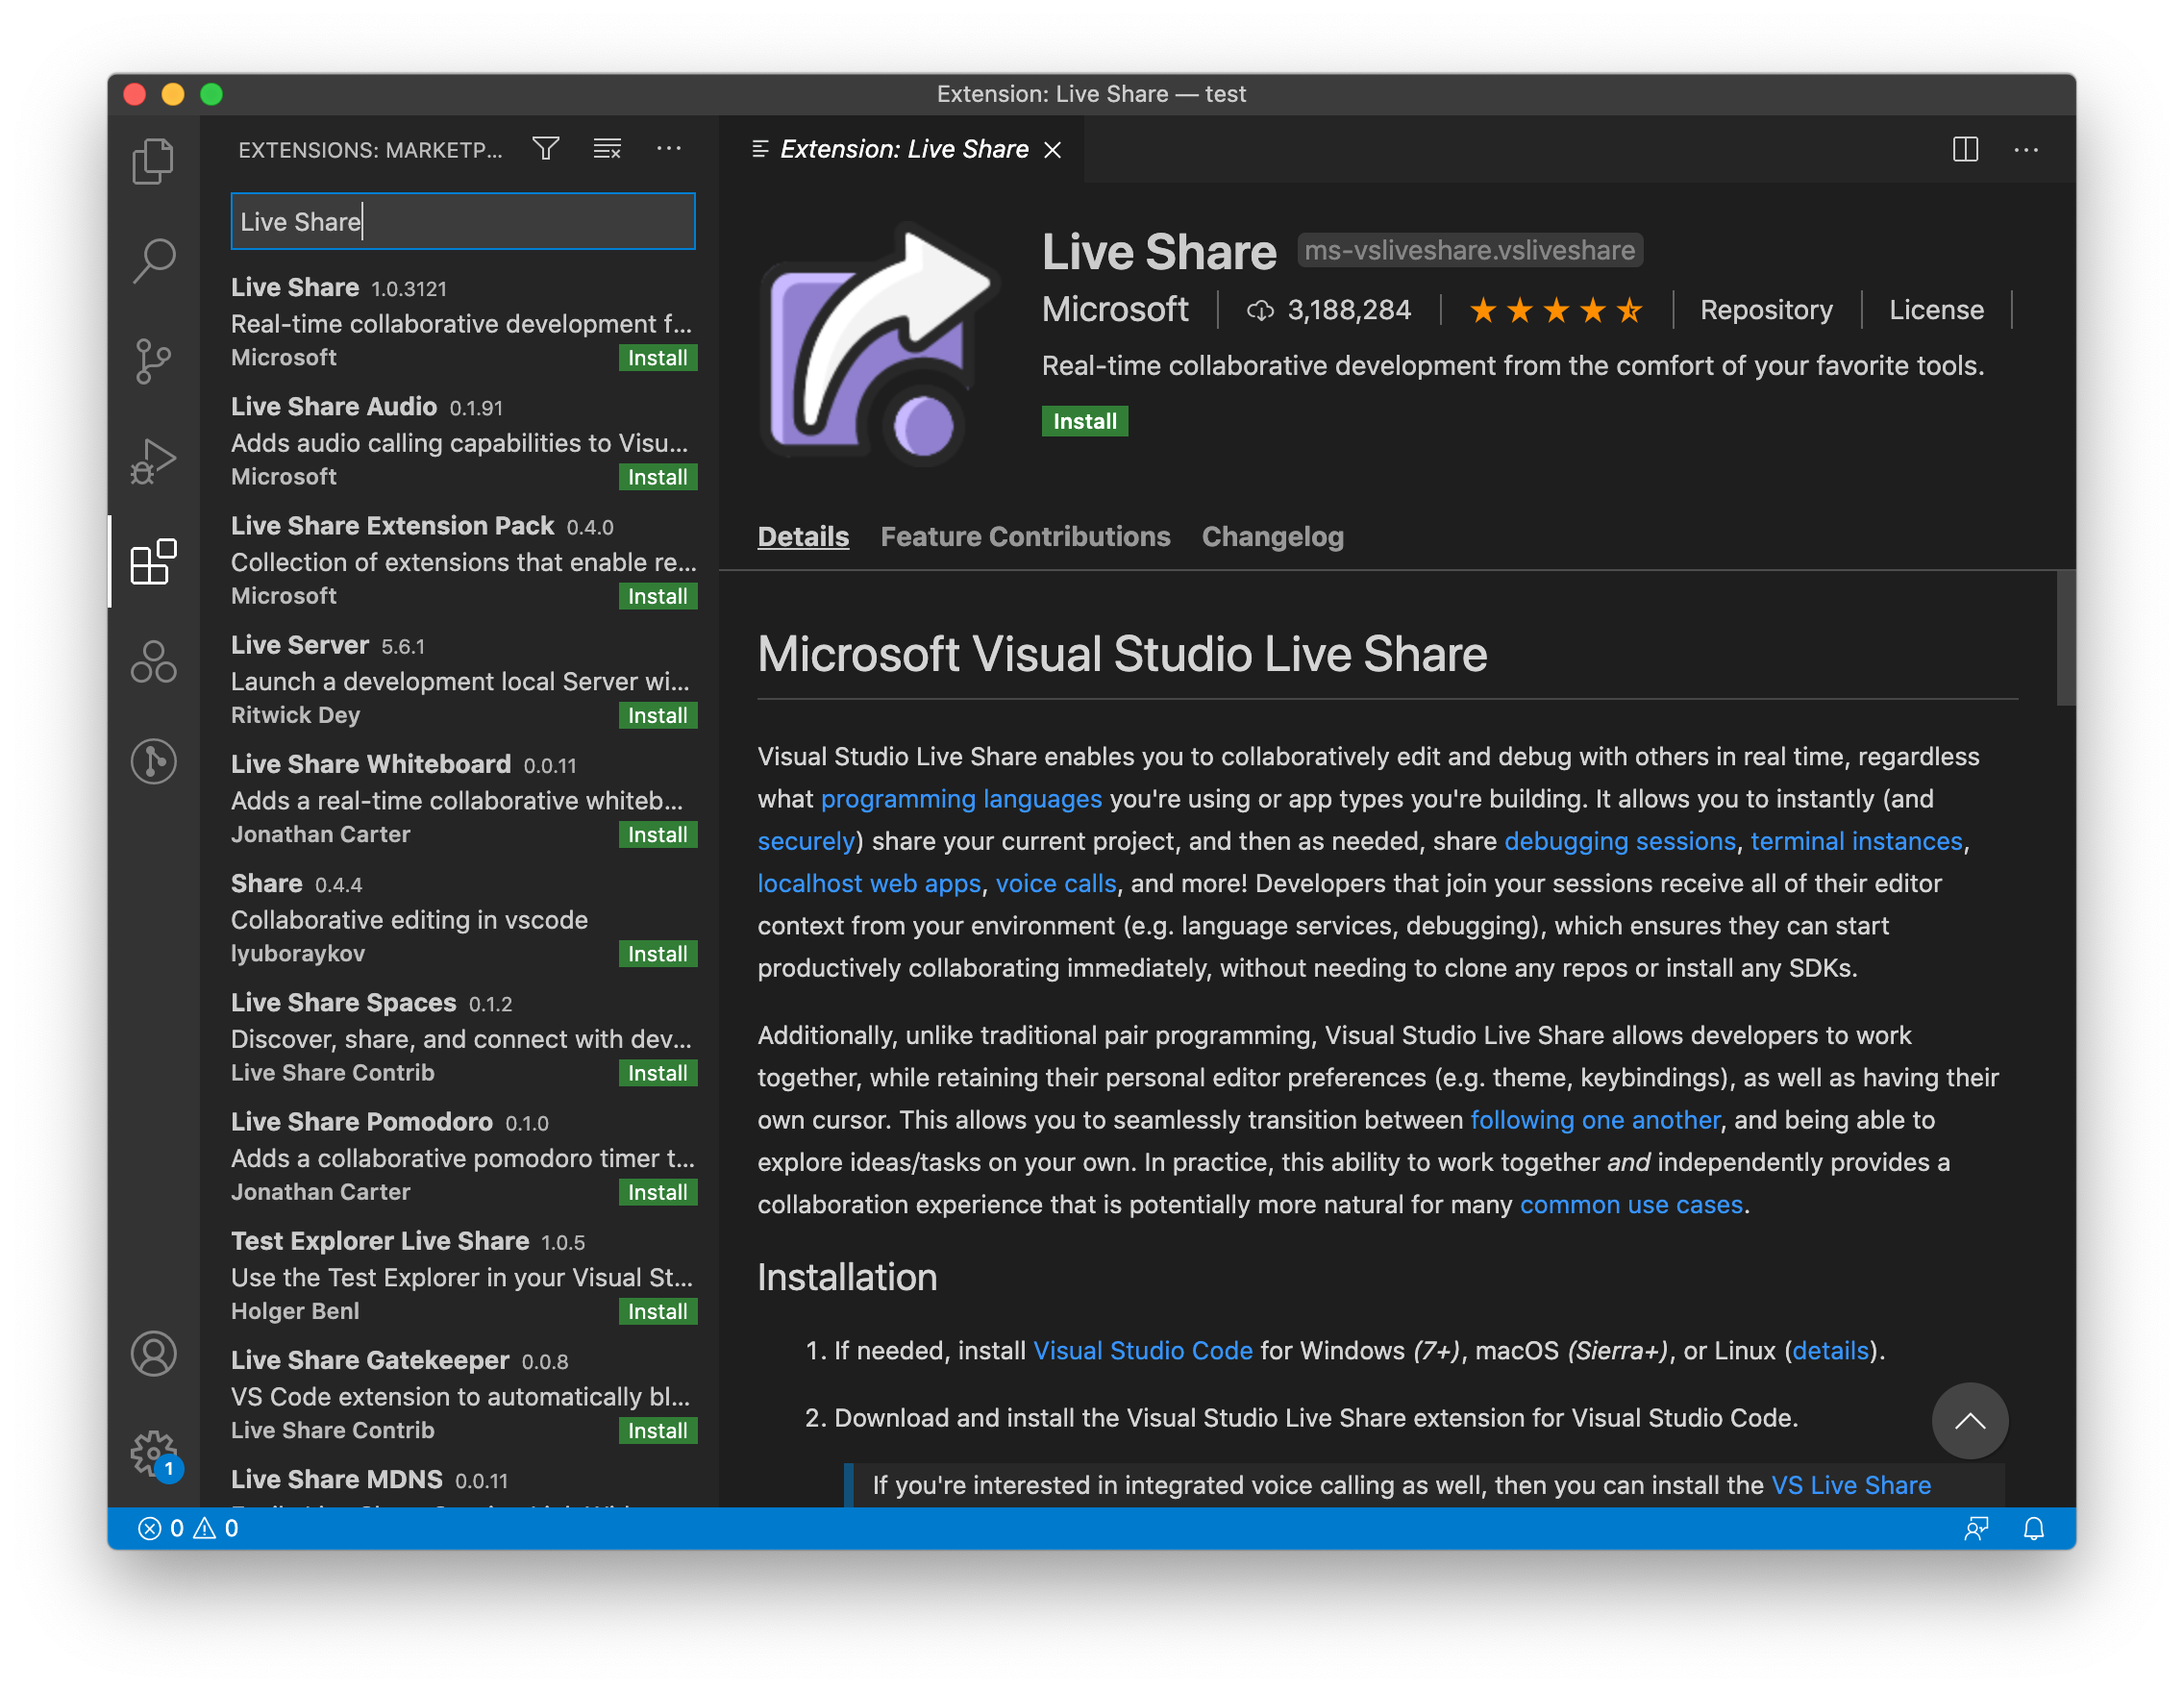 Extension: Live Share — test
EXTENSIONS: MARKETP...
Live Share
Live Share 1.0.3121
Real-time collaborative development f...
Microsoft Install
Live Share Audio 0.1.91
Adds audio calling capabilities to Visu...
Microsoft Install
Live Share Extension Pack 0.4.0
Collection of extensions that enable re...
Microsoft Install
Live Server 5.6.1
Launch a development local Server wi...
Ritwick Dey Install
Live Share Whiteboard 0.0.11
Adds a real-time collaborative whiteb...
Jonathan Carter Install
Share 0.4.4
Collaborative editing in vscode
lyuboraykov Install
Live Share Spaces 0.1.2
Discover, share, and connect with dev...
Live Share Contrib Install
Live Share Pomodoro 0.1.0
Adds a collaborative pomodoro timer t...
Jonathan Carter Install
Test Explorer Live Share 1.0.5
Use the Test Explorer in your Visual St...
Holger Benl Install
Live Share Gatekeeper 0.0.8
VS Code extension to automatically bl...
Live Share Contrib Install
Live Share MDNS 0.0.11
Extension: Live Share
Live Share ms-vsliveshare.vsliveshare
Microsoft 3,188,284 Repository License
Real-time collaborative development from the comfort of your favorite tools.
Install
Details Feature Contributions Changelog
Microsoft Visual Studio Live Share
Visual Studio Live Share enables you to collaboratively edit and debug with others in real time, regardless
what programming languages you're using or app types you're building. It allows you to instantly (and
securely) share your current project, and then as needed, share debugging sessions, terminal instances,
localhost web apps, voice calls, and more! Developers that join your sessions receive all of their editor
context from your environment (e.g. language services, debugging), which ensures they can start
productively collaborating immediately, without needing to clone any repos or install any SDKs.
Additionally, unlike traditional pair programming, Visual Studio Live Share allows developers to work
together, while retaining their personal editor preferences (e.g. theme, keybindings), as well as having their
own cursor. This allows you to seamlessly transition between following one another, and being able to
explore ideas/tasks on your own. In practice, this ability to work together and independently provides a
collaboration experience that is potentially more natural for many common use cases.
Installation
1. If needed, install Visual Studio Code for Windows (7+), macOS (Sierra+), or Linux (details).
2. Download and install the Visual Studio Live Share extension for Visual Studio Code.
If you're interested in integrated voice calling as well, then you can install the VS Live Share
1
0 0